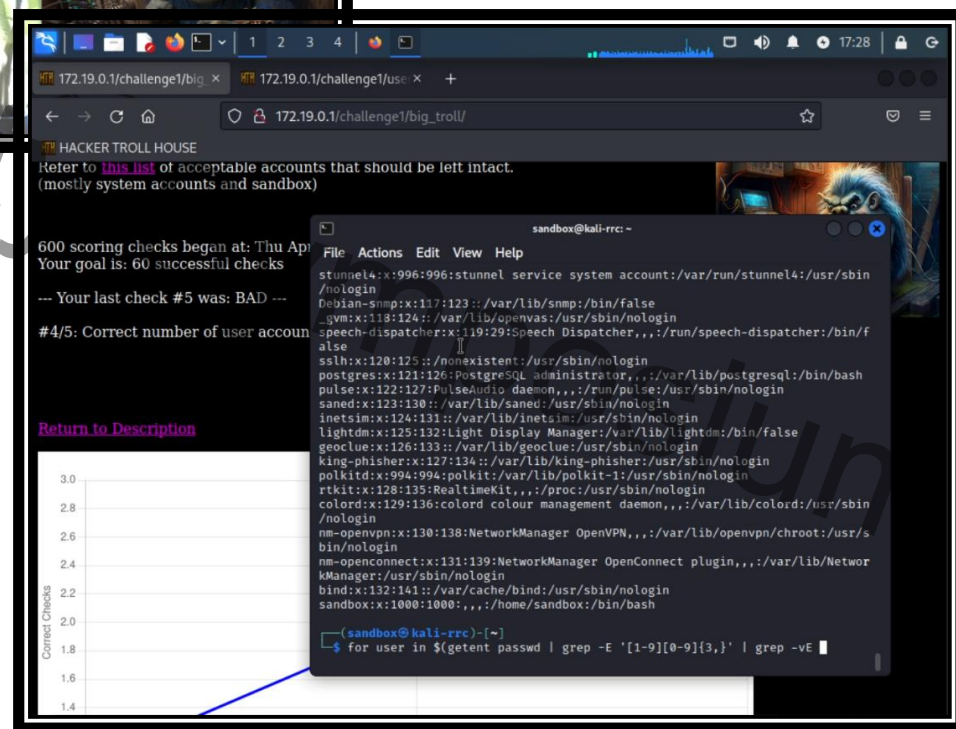 1 2 3 4
17:28
172.19.0.1/challenge1/big_ ×
172.19.0.1/challenge1/use ×
172.19.0.1/challenge1/big_troll/
HACKER TROLL HOUSE
Refer to this list of acceptable accounts that should be left intact.
(mostly system accounts and sandbox)
600 scoring checks began at: Thu Ap
Your goal is: 60 successful checks
--- Your last check #5 was: BAD ---
#4/5: Correct number of user accoun
Return to Description
3.0
2.8
2.6
2.4
2.2
2.0
1.8
1.6
1.4
Correct Checks
sandbox@kali-rrc: ~
File Actions Edit View Help
stunnel4:x:996:996:stunnel service system account:/var/run/stunnel4:/usr/sbin
/nologin
Debian-snmp:x:117:123::/var/lib/snmp:/bin/false
_gvm:x:118:124::/var/lib/openvas:/usr/sbin/nologin
speech-dispatcher:x:119:29:Speech Dispatcher,,,:/run/speech-dispatcher:/bin/f
alse
sslh:x:120:125::/nonexistent:/usr/sbin/nologin
postgres:x:121:126:PostgreSQL administrator,,,:/var/lib/postgresql:/bin/bash
pulse:x:122:127:PulseAudio daemon,,,:/run/pulse:/usr/sbin/nologin
saned:x:123:130::/var/lib/saned:/usr/sbin/nologin
inetsim:x:124:131::/var/lib/inetsim:/usr/sbin/nologin
lightdm:x:125:132:Light Display Manager:/var/lib/lightdm:/bin/false
geoclue:x:126:133::/var/lib/geoclue:/usr/sbin/nologin
king-phisher:x:127:134::/var/lib/king-phisher:/usr/sbin/nologin
polkitd:x:994:994:polkit:/var/lib/polkit-1:/usr/sbin/nologin
rtkit:x:128:135:RealtimeKit,,,:/proc:/usr/sbin/nologin
colord:x:129:136:colord colour management daemon,,,:/var/lib/colord:/usr/sbin
/nologin
nm-openvpn:x:130:138:NetworkManager OpenVPN,,,:/var/lib/openvpn/chroot:/usr/s
bin/nologin
nm-openconnect:x:131:139:NetworkManager OpenConnect plugin,,,:/var/lib/Networ
kManager:/usr/sbin/nologin
bind:x:132:141::/var/cache/bind:/usr/sbin/nologin
sandbox:x:1000:1000:,,,:/home/sandbox:/bin/bash
┌──(sandbox㉿kali-rrc)-[~]
└─$ for user in $(getent passwd | grep -E '[1-9][0-9]{3,}' | grep -vE